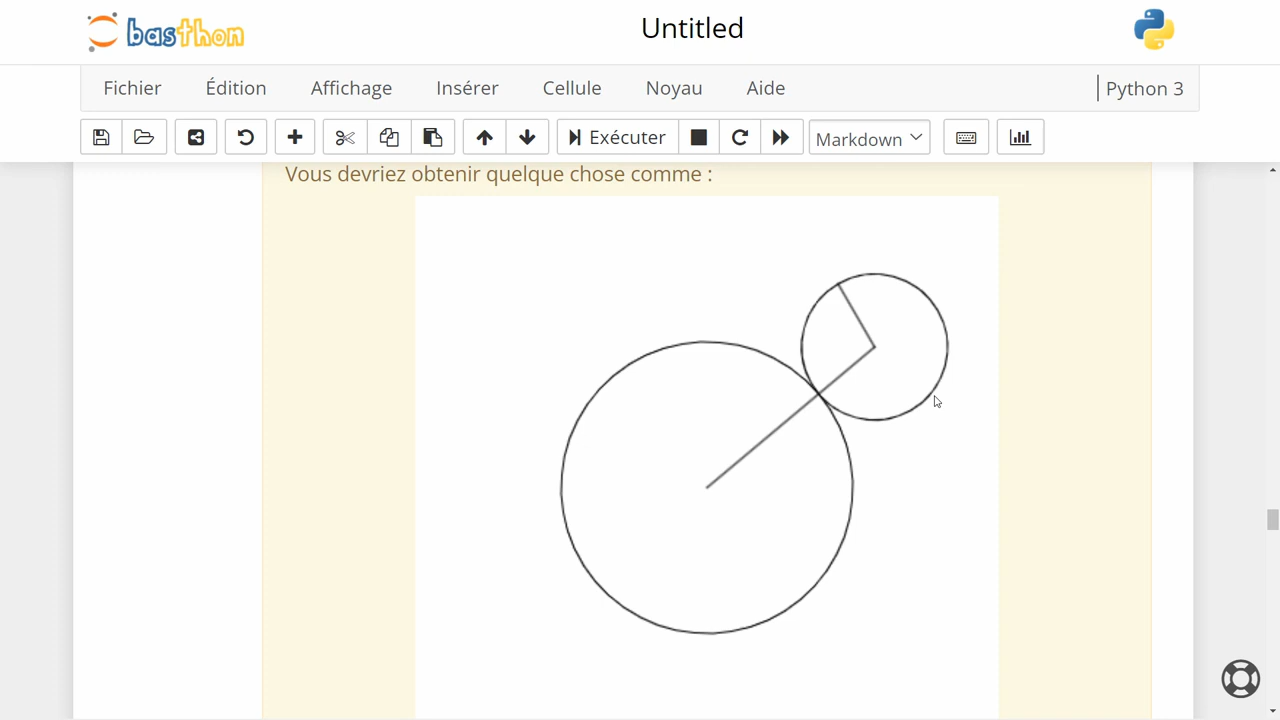 basthon
Untitled
Fichier Édition Affichage Insérer Cellule Noyau Aide
Python 3
Exécuter
Markdown
Vous devriez obtenir quelque chose comme :